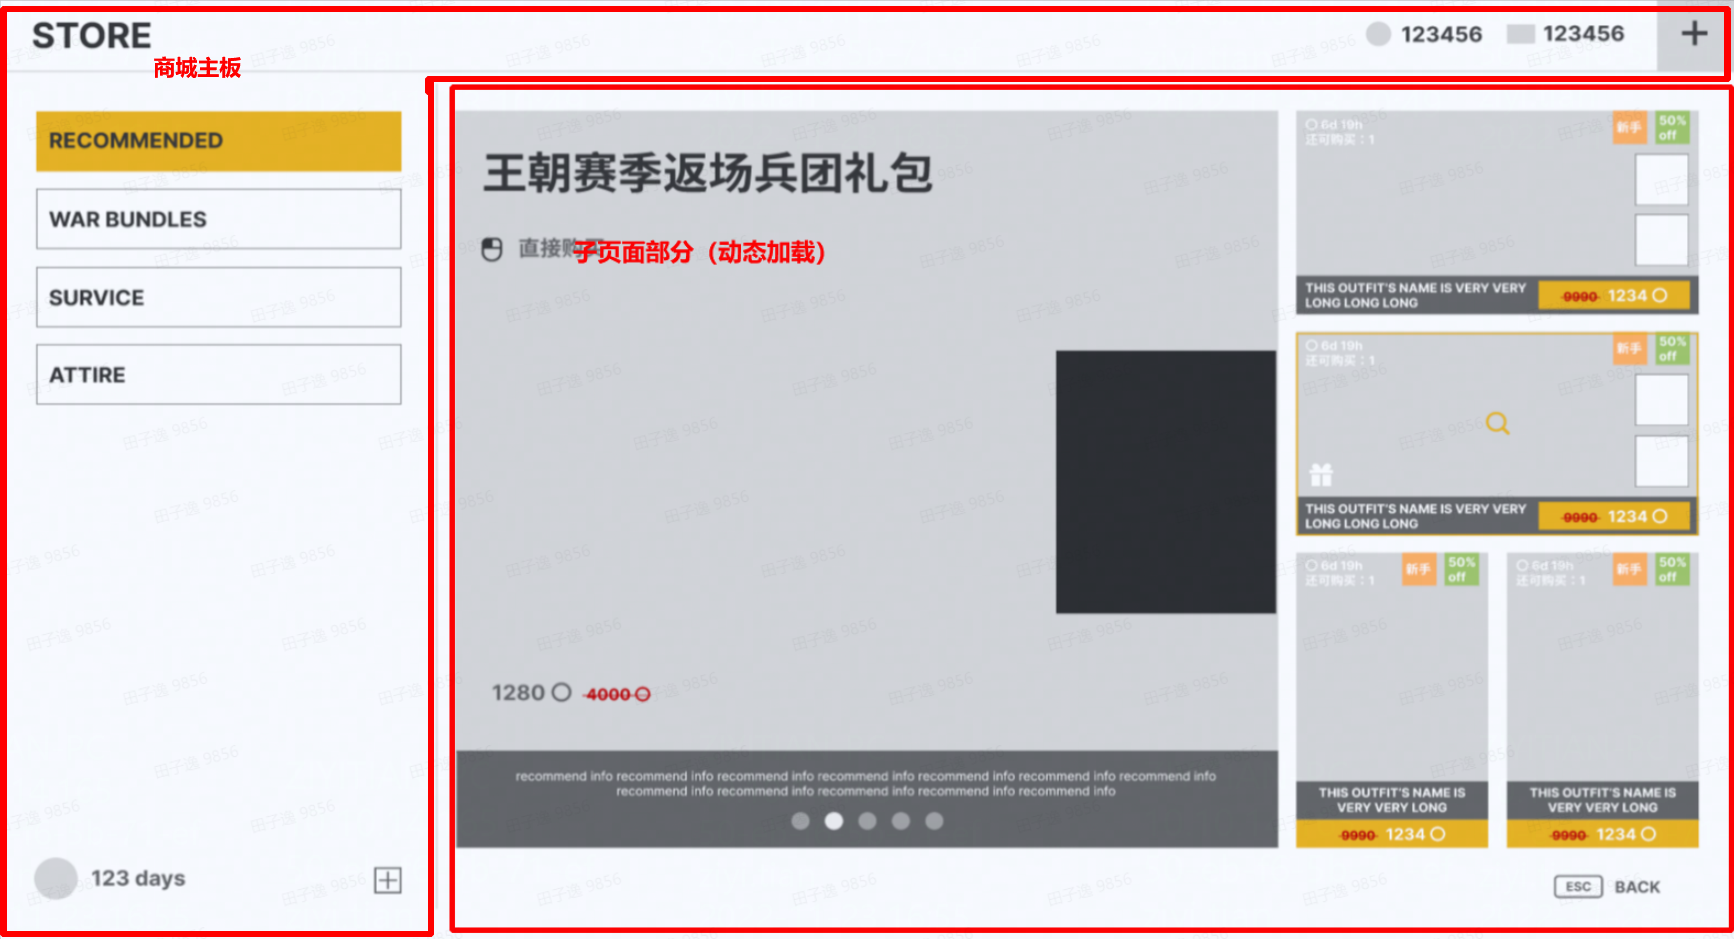 STORE
123456
123456
商城主板
RECOMMENDED
WAR BUNDLES
SURVICE
ATTIRE
123 days
王朝赛季返场兵团礼包
直接购买
子页面部分（动态加载）
1280
4000
recommend info recommend info recommend info recommend info recommend info recommend info recommend info
recommend info recommend info recommend info recommend info recommend info
6d 19h
还可购买：1
新手
50%
off
THIS OUTFIT'S NAME IS VERY VERY
LONG LONG LONG
9990 1234
6d 19h
还可购买：1
新手
50%
off
THIS OUTFIT'S NAME IS VERY VERY
LONG LONG LONG
9990 1234
6d 19h
还可购买：1
新手
50%
off
THIS OUTFIT'S NAME IS
VERY VERY LONG
9990 1234
6d 19h
还可购买：1
新手
50%
off
THIS OUTFIT'S NAME IS
VERY VERY LONG
9990 1234
ESC BACK
田子逸 9856